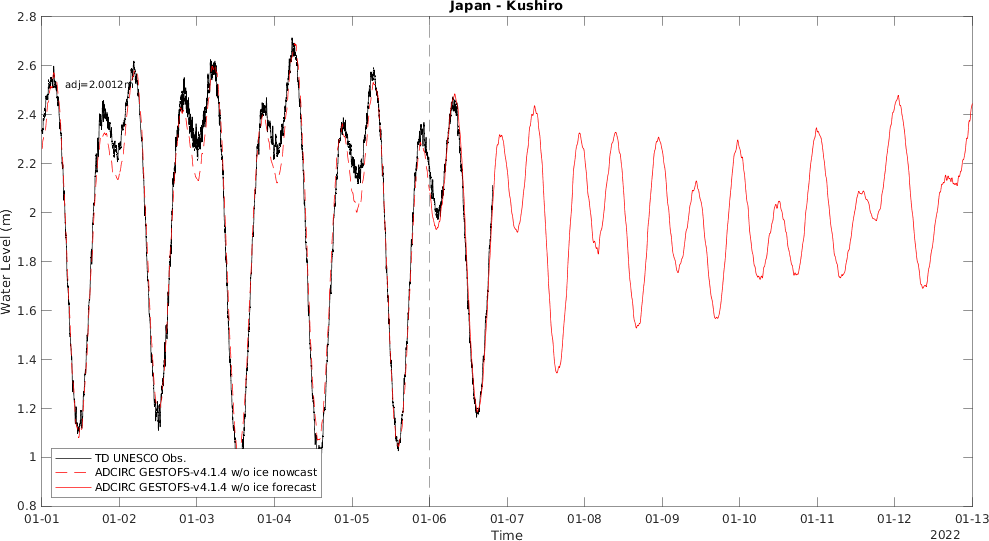 Japan - Kushiro
2.8
2.6
2.4
2.2
2
1.8
1.6
1.4
1.2
1
0.8
Water Level (m)
adj=2.0012m
TD UNESCO Obs.
ADCIRC GESTOFS-v4.1.4 w/o ice nowcast
ADCIRC GESTOFS-v4.1.4 w/o ice forecast
01-01 01-02 01-03 01-04 01-05 01-06 01-07 01-08 01-09 01-10 01-11 01-12 01-13
Time
2022